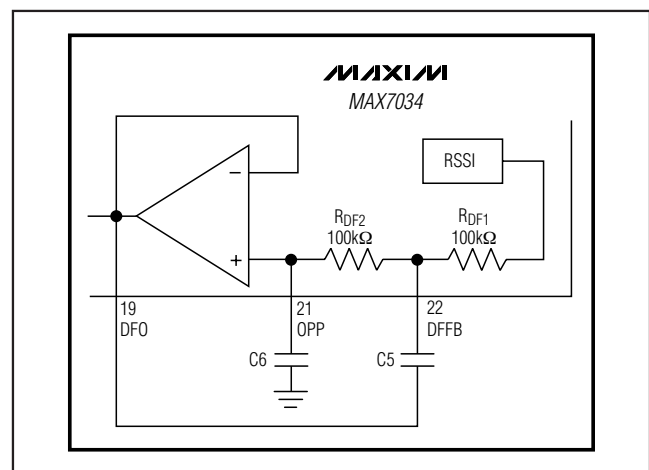 MAXIM
MAX7034
RSSI
RDF2
100kΩ
RDF1
100kΩ
−
+
19
DFO
21
OPP
22
DFFB
C6
C5